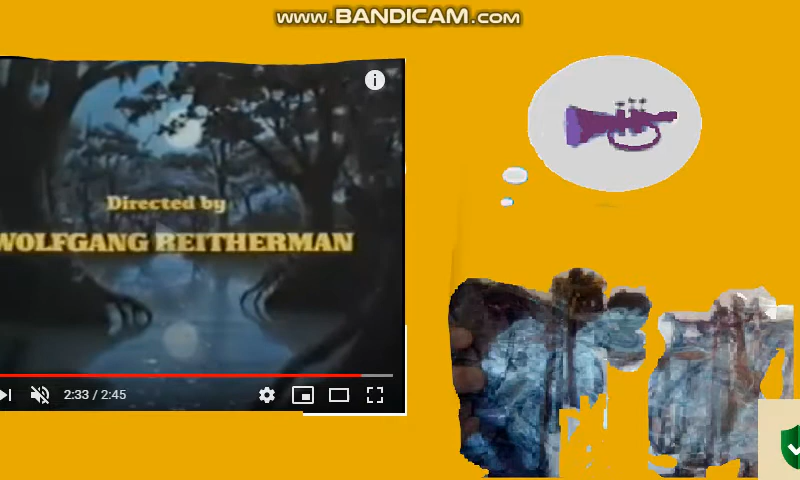 www.BANDICAM.com
Directed by
WOLFGANG REITHERMAN
2:33 / 2:45